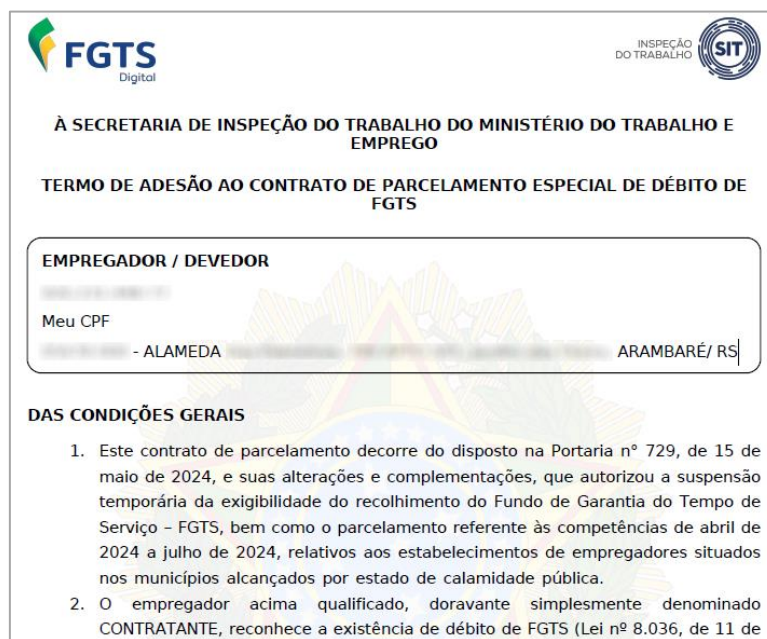 FGTS
Digital
INSPEÇÃO
DO TRABALHO
SIT
À SECRETARIA DE INSPEÇÃO DO TRABALHO DO MINISTÉRIO DO TRABALHO E
EMPREGO
TERMO DE ADESÃO AO CONTRATO DE PARCELAMENTO ESPECIAL DE DÉBITO DE
FGTS
EMPREGADOR / DEVEDOR
Meu CPF
- ALAMEDA ARAMBARÉ/ RS
DAS CONDIÇÕES GERAIS
1. Este contrato de parcelamento decorre do disposto na Portaria n° 729, de 15 de
maio de 2024, e suas alterações e complementações, que autorizou a suspensão
temporária da exigibilidade do recolhimento do Fundo de Garantia do Tempo de
Serviço – FGTS, bem como o parcelamento referente às competências de abril de
2024 a julho de 2024, relativos aos estabelecimentos de empregadores situados
nos municípios alcançados por estado de calamidade pública.
2. O empregador acima qualificado, doravante simplesmente denominado
CONTRATANTE, reconhece a existência de débito de FGTS (Lei nº 8.036, de 11 de